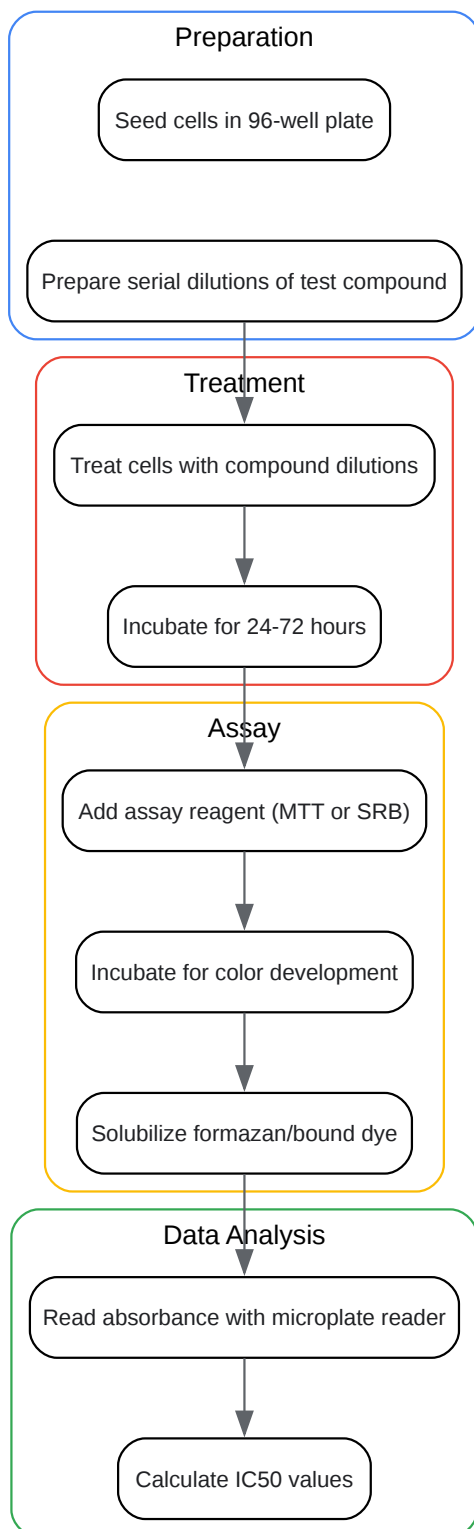 Preparation
Seed cells in 96-well plate
Prepare serial dilutions of test compound
Treatment
Treat cells with compound dilutions
Incubate for 24-72 hours
Assay
Add assay reagent (MTT or SRB)
Incubate for color development
Solubilize formazan/bound dye
Data Analysis
Read absorbance with microplate reader
Calculate IC50 values